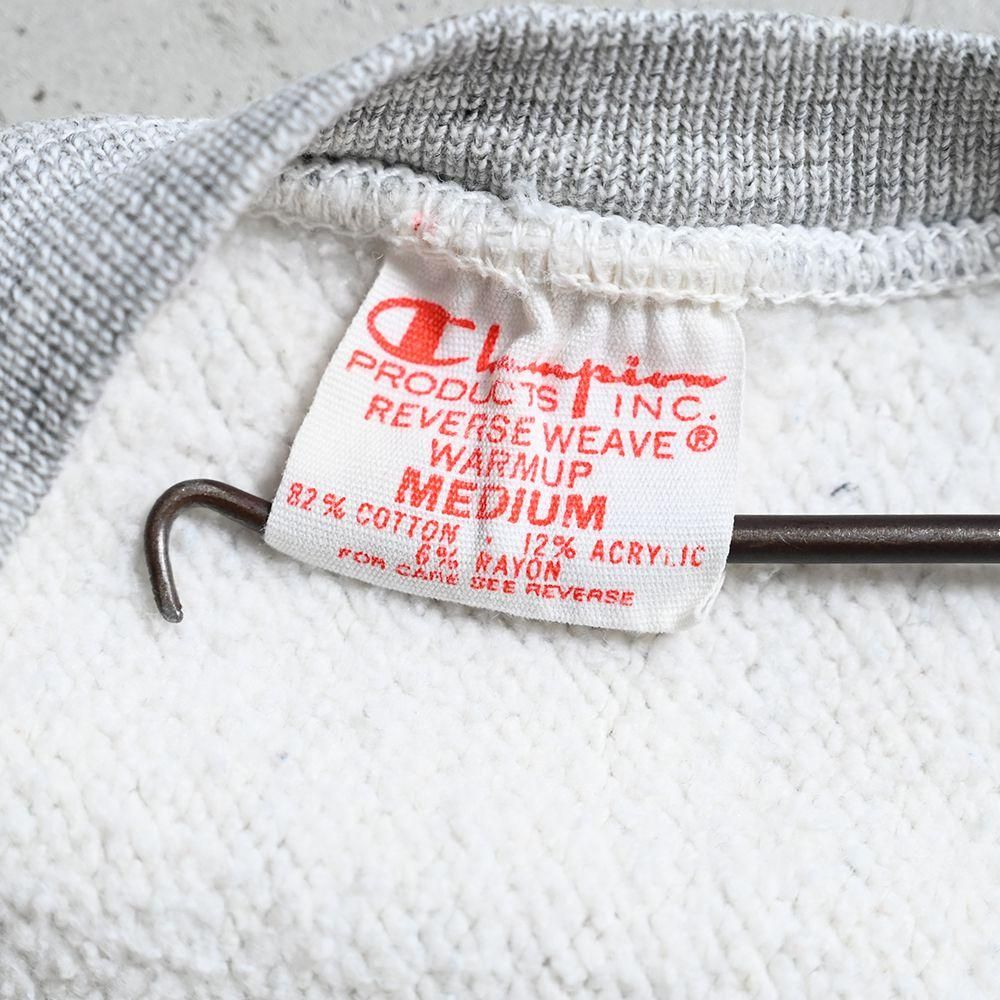 Champion
PRODUCTS INC.
REVERSE WEAVE®
WARMUP
MEDIUM
82% COTTON · 12% ACRYLIC
6% RAYON
FOR CARE SEE REVERSE